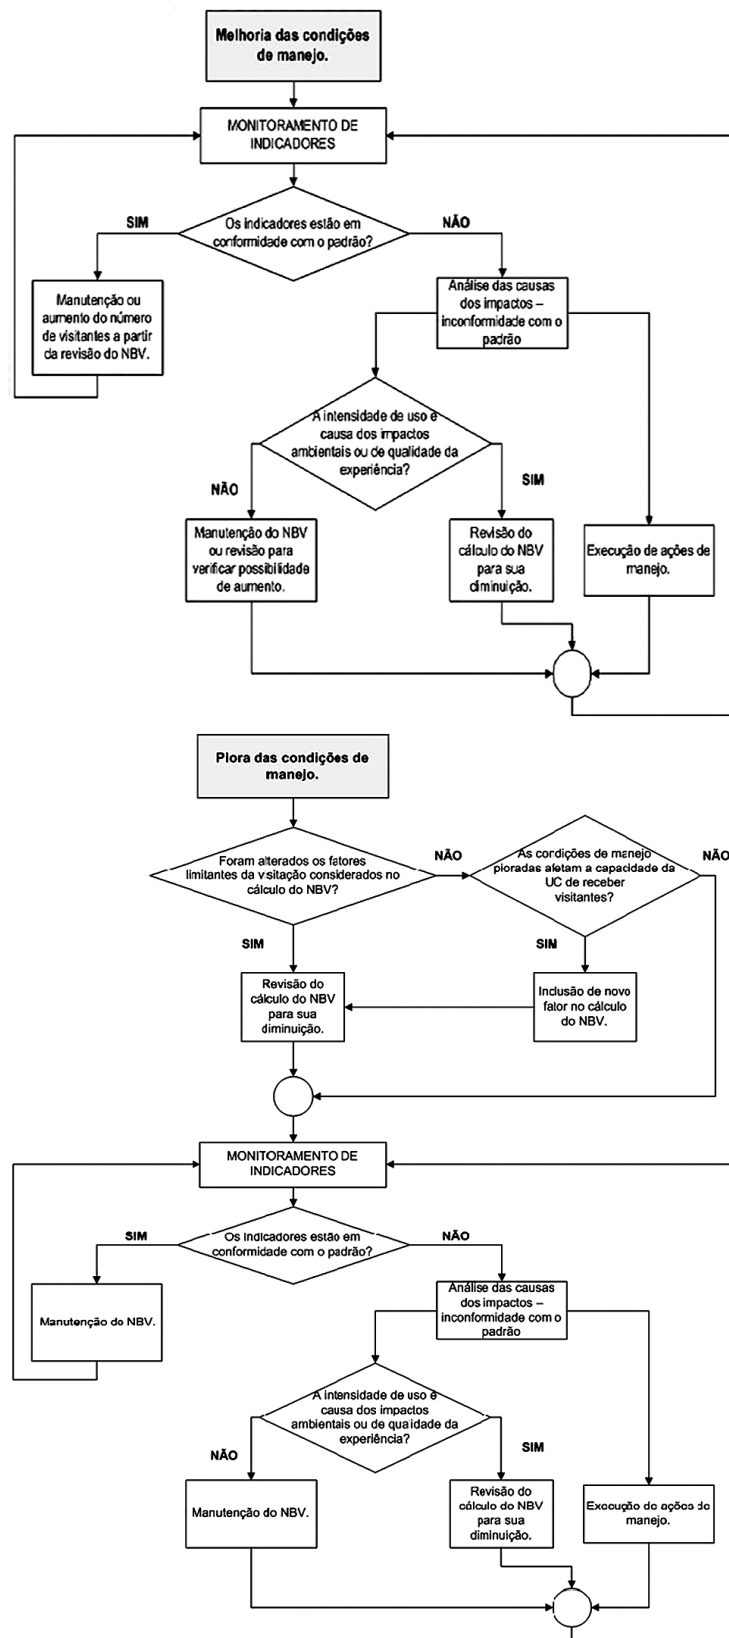 Melhoria das condições
de manejo.
MONITORAMENTO DE
INDICADORES
SIM
Os indicadores estão em
conformidade com o padrão?
NÃO
Manutenção ou
aumento do número
de visitantes a partir
da revisão do NBV.
Análise das causas
dos impactos –
inconformidade com o
padrão
A intensidade de uso é
causa dos impactos
ambientais ou de qualidade da
experiência?
NÃO
SIM
Manutenção do NBV
ou revisão para
verificar possibilidade
de aumento.
Revisão do
cálculo do NBV
para sua
diminuição.
Execução de ações de
manejo.
Piora das condições de
manejo.
Foram alterados os fatores
limitantes da visitação considerados no
cálculo do NBV?
NÃO
As condições de manejo
pioradas afetam a capacidade da
UC de receber
visitantes?
NÃO
SIM
SIM
Revisão do
cálculo do NBV
para sua
diminuição.
Inclusão de novo
fator no cálculo
do NBV.
MONITORAMENTO DE
INDICADORES
SIM
Os indicadores estão em
conformidade com o padrão?
NÃO
Manutenção do NBV.
Análise das causas
dos impactos –
inconformidade com o
padrão
A intensidade de uso é
causa dos impactos
ambientais ou de qualidade da
experiência?
NÃO
SIM
Manutenção do NBV.
Revisão do
cálculo do NBV
para sua
diminuição.
Execução de ações de
manejo.